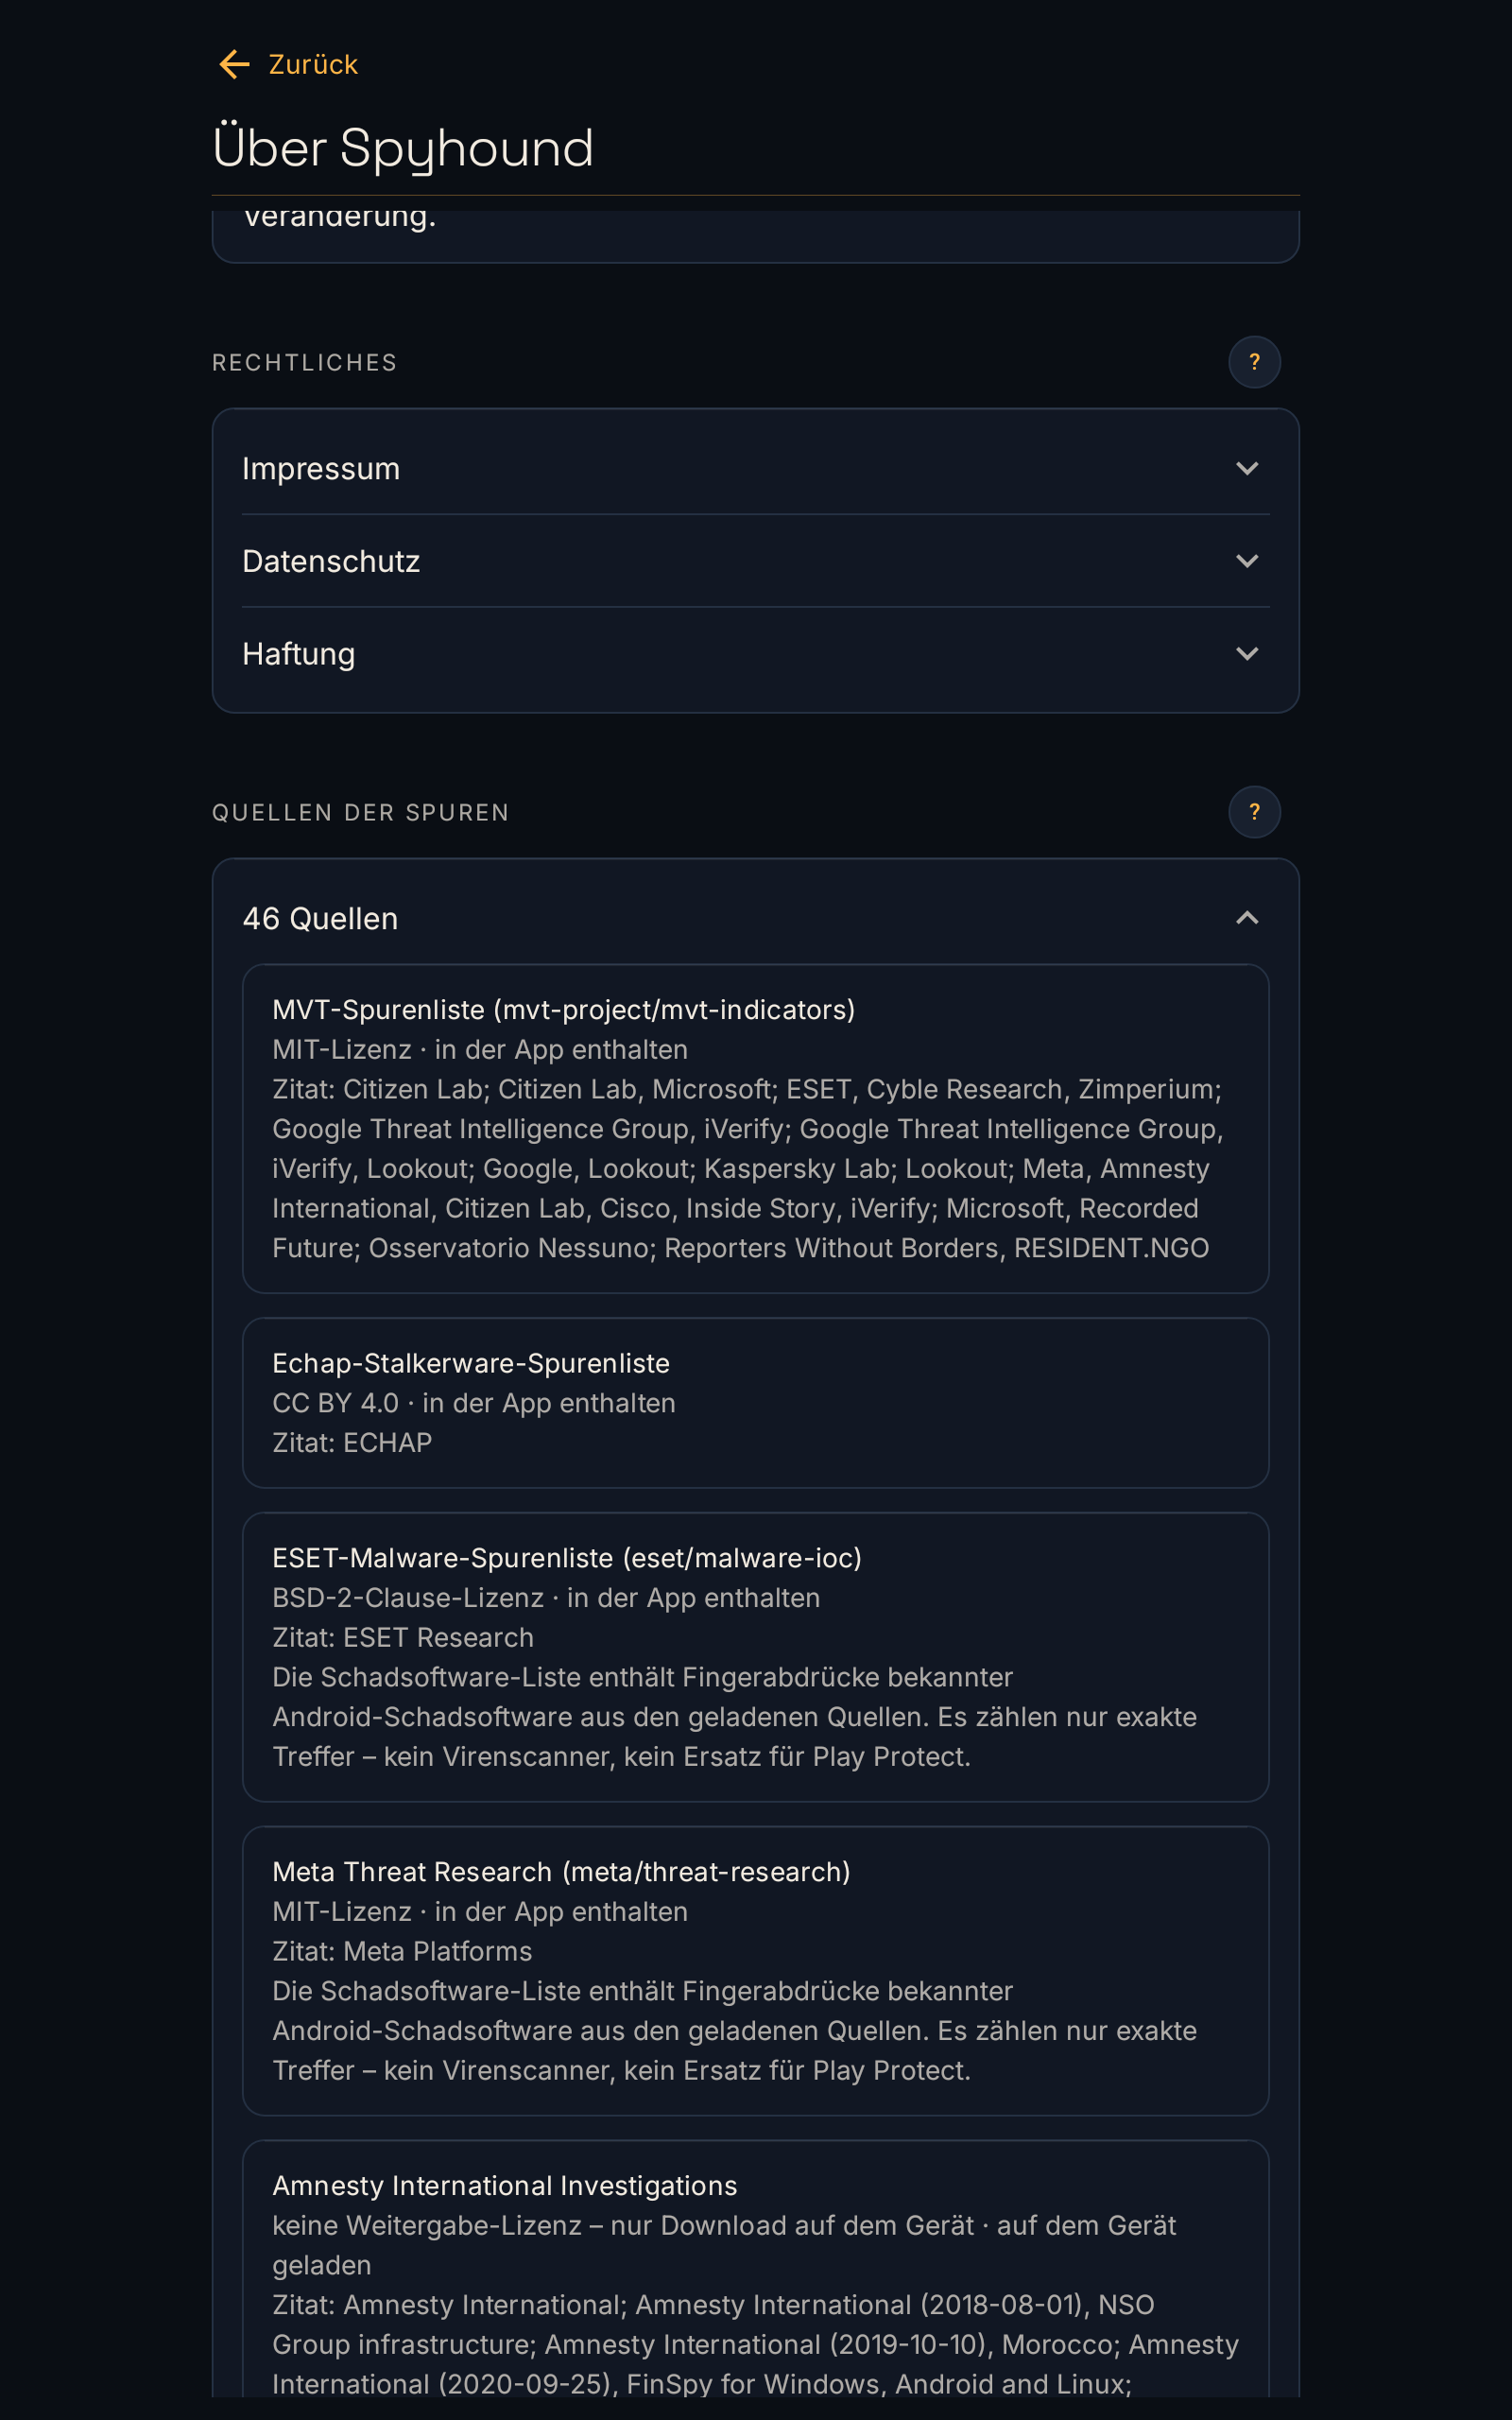 Zurück
Über Spyhound
Veränderung.
RECHTLICHES
?
Impressum
Datenschutz
Haftung
QUELLEN DER SPUREN
?
46 Quellen
MVT-Spurenliste (mvt-project/mvt-indicators)
MIT-Lizenz · in der App enthalten
Zitat: Citizen Lab; Citizen Lab, Microsoft; ESET, Cyble Research, Zimperium;
Google Threat Intelligence Group, iVerify; Google Threat Intelligence Group,
iVerify, Lookout; Google, Lookout; Kaspersky Lab; Lookout; Meta, Amnesty
International, Citizen Lab, Cisco, Inside Story, iVerify; Microsoft, Recorded
Future; Osservatorio Nessuno; Reporters Without Borders, RESIDENT.NGO
Echap-Stalkerware-Spurenliste
CC BY 4.0 · in der App enthalten
Zitat: ECHAP
ESET-Malware-Spurenliste (eset/malware-ioc)
BSD-2-Clause-Lizenz · in der App enthalten
Zitat: ESET Research
Die Schadsoftware-Liste enthält Fingerabdrücke bekannter
Android-Schadsoftware aus den geladenen Quellen. Es zählen nur exakte
Treffer – kein Virenscanner, kein Ersatz für Play Protect.
Meta Threat Research (meta/threat-research)
MIT-Lizenz · in der App enthalten
Zitat: Meta Platforms
Die Schadsoftware-Liste enthält Fingerabdrücke bekannter
Android-Schadsoftware aus den geladenen Quellen. Es zählen nur exakte
Treffer – kein Virenscanner, kein Ersatz für Play Protect.
Amnesty International Investigations
keine Weitergabe-Lizenz – nur Download auf dem Gerät · auf dem Gerät
geladen
Zitat: Amnesty International; Amnesty International (2018-08-01), NSO
Group infrastructure; Amnesty International (2019-10-10), Morocco; Amnesty
International (2020-09-25), FinSpy for Windows, Android and Linux;